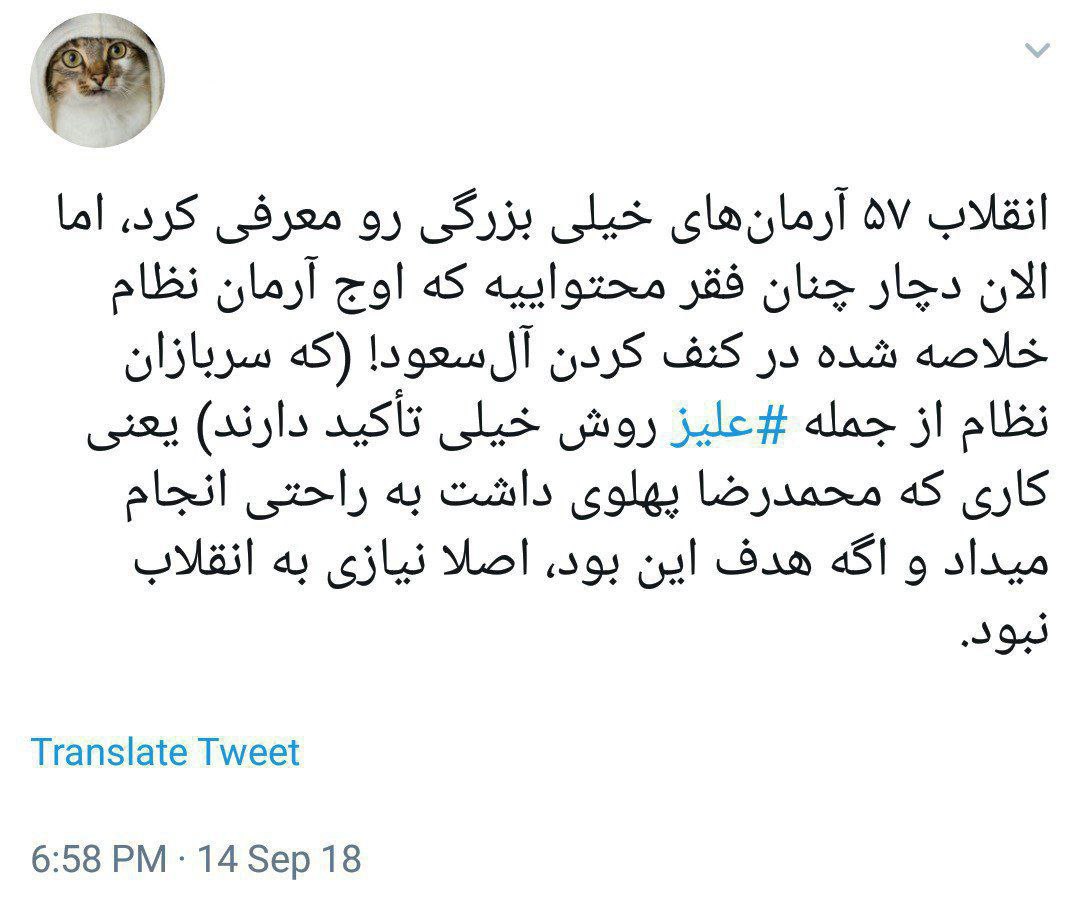 انقلاب ۵۷ آرمان‌های خیلی بزرگی رو معرفی کرد، اما
الان دچار چنان فقر محتواییه که اوج آرمان نظام
خلاصه شده در کنف کردن آل‌سعود! (که سربازان
نظام از جمله #علیز روش خیلی تأکید دارند) یعنی
کاری که محمدرضا پهلوی داشت به راحتی انجام
میداد و اگه هدف این بود، اصلا نیازی به انقلاب
نبود.
Translate Tweet
6:58 PM · 14 Sep 18